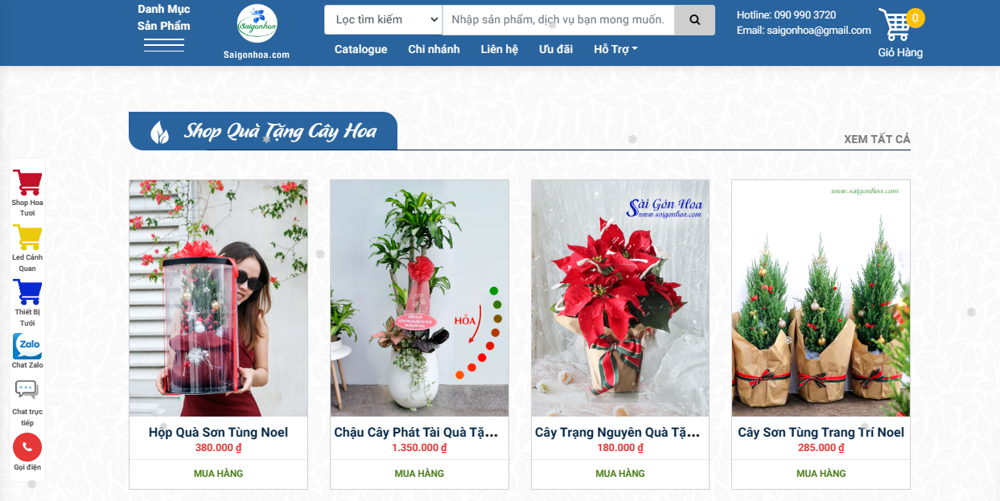 Danh Mục
Sản Phẩm
Saigonhoa
Saigonhoa.com
Lọc tìm kiếm
Nhập sản phẩm, dịch vụ bạn mong muốn.
Catalogue
Chi nhánh
Liên hệ
Ưu đãi
Hỗ Trợ
Hotline: 090 990 3720
Email: saigonhoa@gmail.com
0
Giỏ Hàng
Shop Quà Tặng Cây Hoa
XEM TẤT CẢ
Shop Hoa
Tươi
Led Cảnh
Quan
Thiết Bị
Tưới
Zalo
Chat Zalo
Chat trực
tiếp
Gọi điện
Saigonhoa
HỎA
Sài Gòn Hoa
www.saigonhoa.com
www.saigonhoa.com
Hộp Quà Sơn Tùng Noel
380.000 ₫
MUA HÀNG
Chậu Cây Phát Tài Quà Tặ...
1.350.000 ₫
MUA HÀNG
Cây Trạng Nguyên Quà Tặ...
180.000 ₫
MUA HÀNG
Cây Sơn Tùng Trang Trí Noel
285.000 ₫
MUA HÀNG